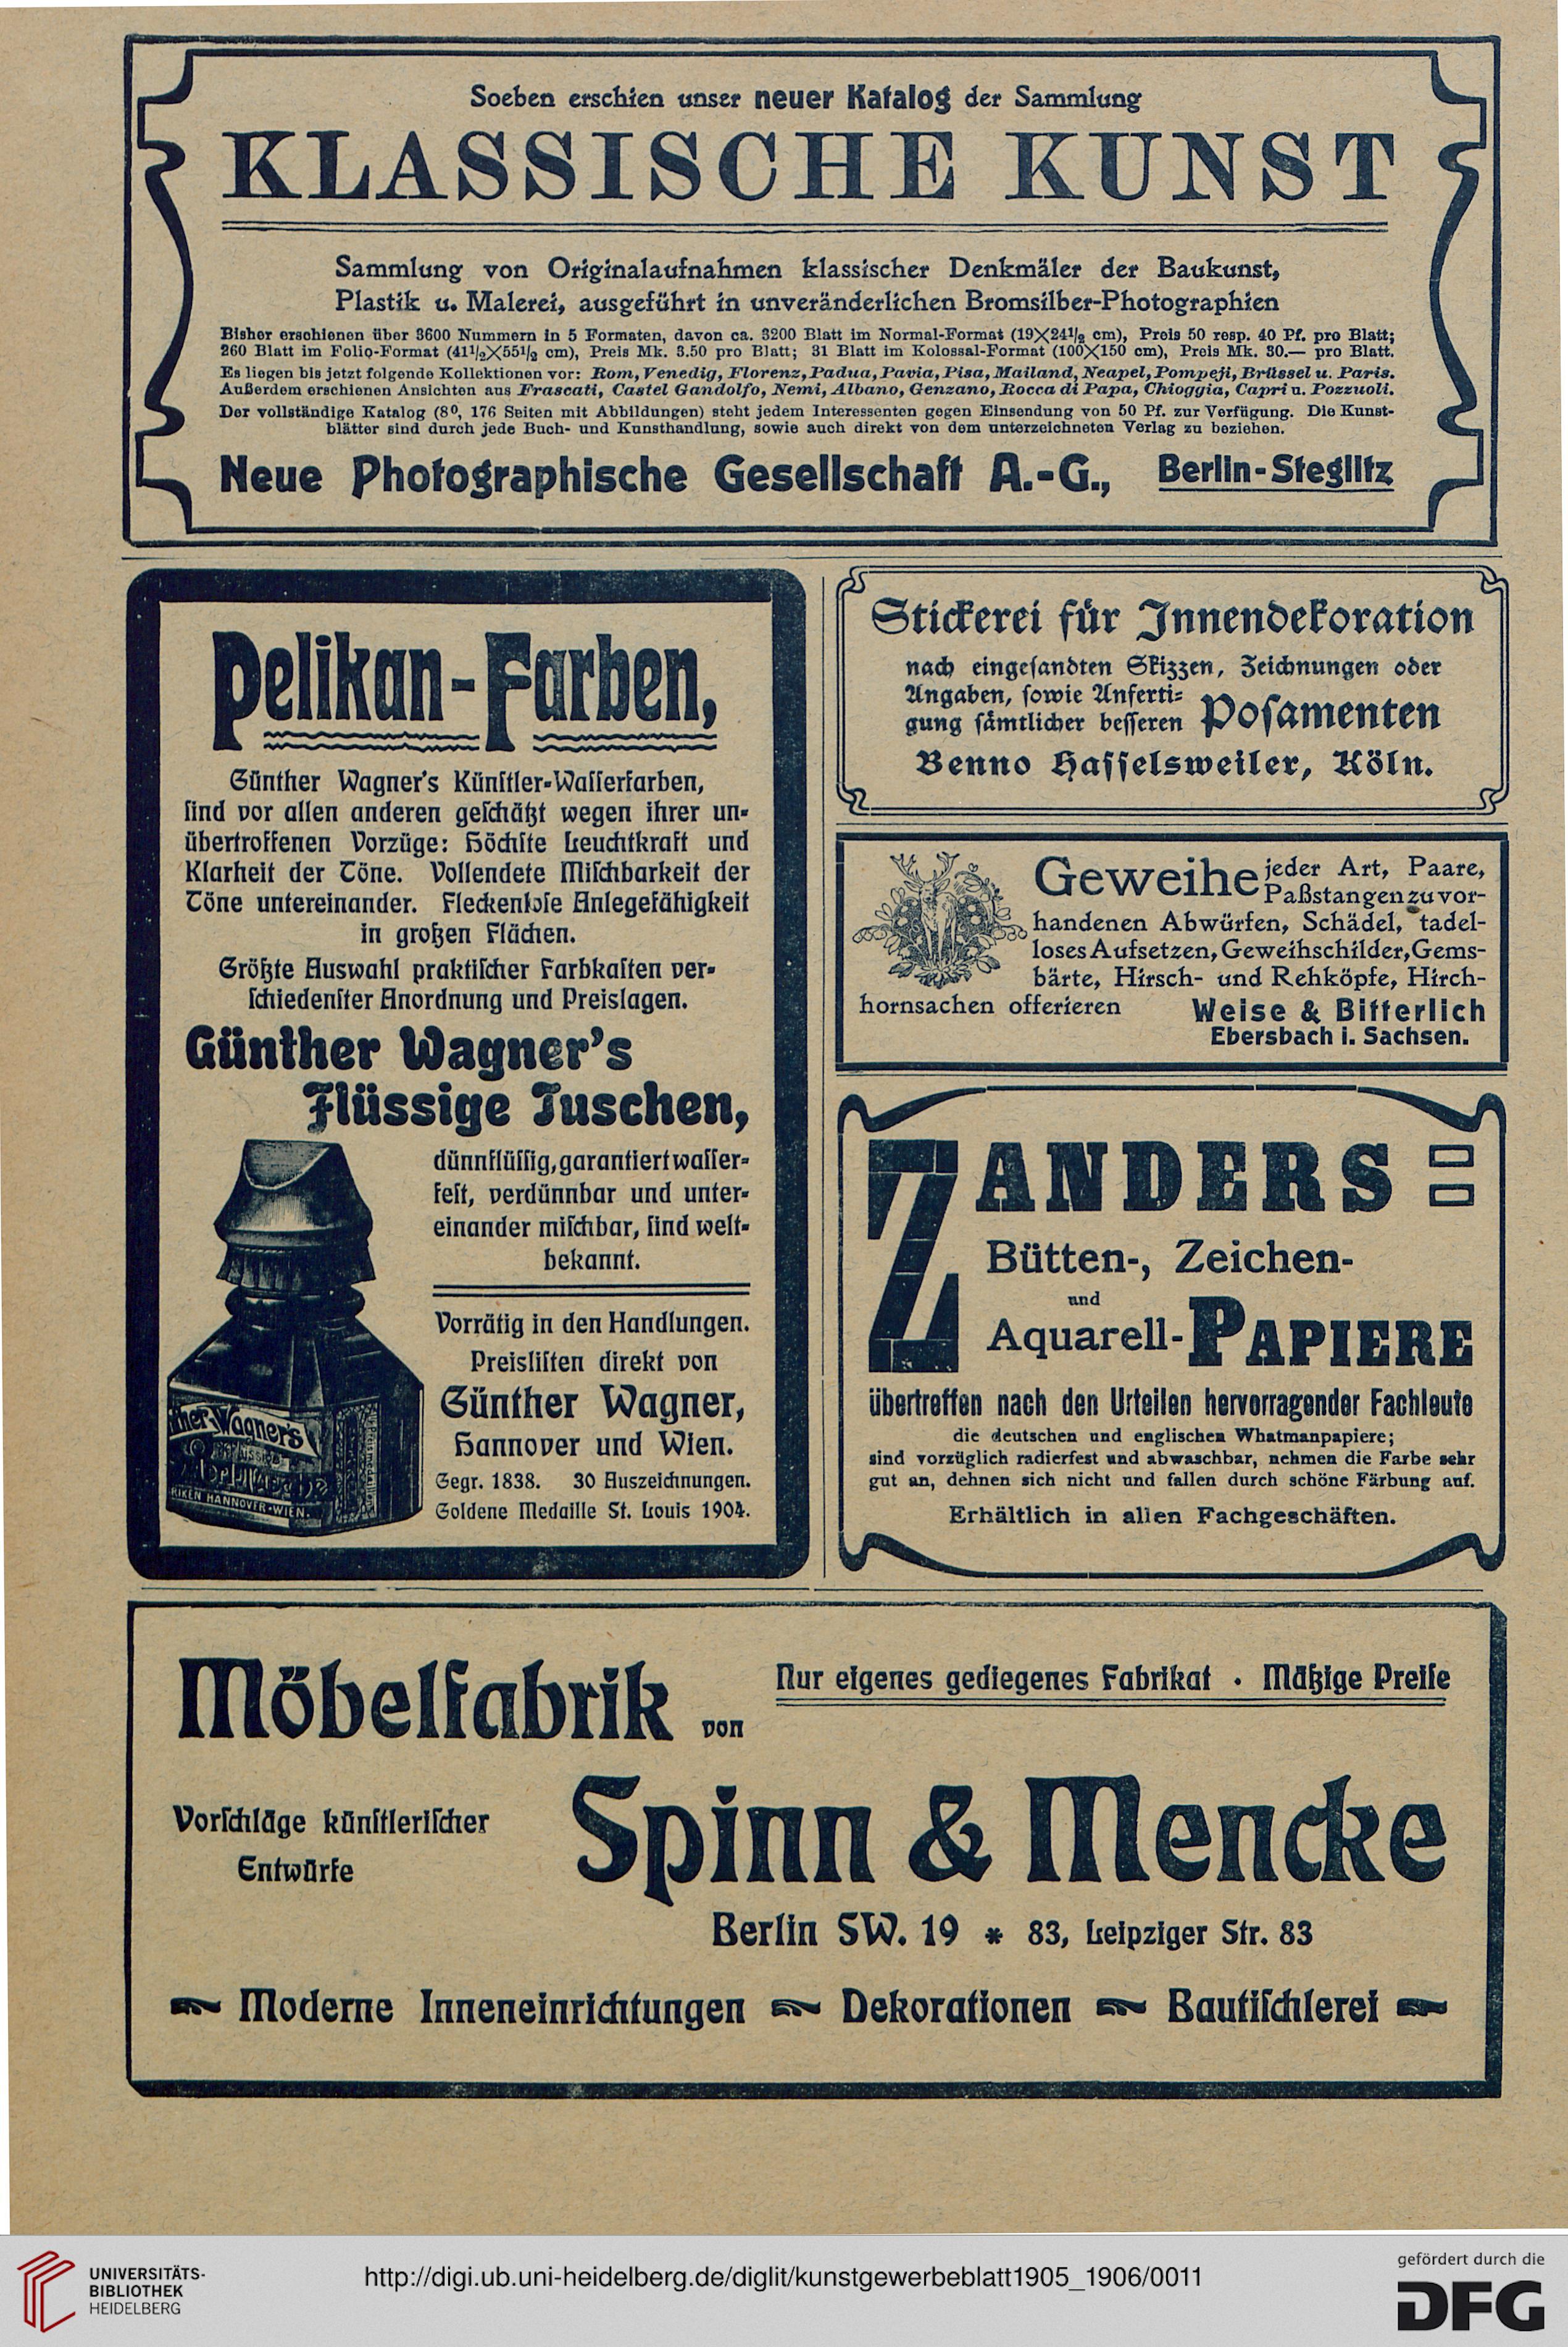 Soeben erschien unser neuer Katalog der Sammlung
KLASSISCHE KUNST
Sammlung von Originalaufnahmen klassischer Denkmäler der Baukunst,
Plastik u. Malerei, ausgeführt in unveränderlichen Bromsilber-Photographien
Bisher erschienen über 3600 Nummern in 5 Formaten, davon ca. 3200 Blatt im Normal-Format (19×24½ cm), Preis 50 resp. 40 Pf. pro Blatt;
260 Blatt im Folio-Format (41½×55½ cm), Preis Mk. 3.50 pro Blatt; 31 Blatt im Kolossal-Format (100×150 cm), Preis Mk. 30.— pro Blatt.
Es liegen bis jetzt folgende Kollektionen vor: Rom, Venedig, Florenz, Padua, Pavia, Pisa, Mailand, Neapel, Pompeji, Brüssel u. Paris.
Außerdem erschienen Ansichten aus Frascati, Castel Gandolfo, Nemi, Albano, Genzano, Rocca di Papa, Chioggia, Capri u. Pozzuoli.
Der vollständige Katalog (8º, 176 Seiten mit Abbildungen) steht jedem Interessenten gegen Einsendung von 50 Pf. zur Verfügung. Die Kunst-
blätter sind durch jede Buch- und Kunsthandlung, sowie auch direkt von dem unterzeichneten Verlag zu beziehen.
Neue Photographische Gesellschaft A.-G., Berlin-Steglitz
Pelikan-Farben,
Günther Wagner's Künſtler-Waſſerfarben,
ſind vor allen anderen geſchätzt wegen ihrer un-
übertroffenen Vorzüge: Höchſte Leuchtkraft und
Klarheit der Töne. Vollendete Miſchbarkeit der
Töne untereinander. Fleckenloſe Anlegefähigkeit
in großen Flächen.
Größte Auswahl praktiſcher Farbkaſten ver-
ſchiedenſter Anordnung und Preislagen.
Günther Wagner's
Flüssige Tuschen,
dünnflüſſig, garantiert waſſer-
feſt, verdünnbar und unter-
einander miſchbar, ſind welt-
bekannt.
Vorrätig in den Handlungen.
Preisliſten direkt von
Günther Wagner,
Hannover und Wien.
Gegr. 1838. 30 Auszeichnungen.
Goldene Medaille St. Louis 1904.
Wagner's
HANNOVER-WIEN.
Stickerei für Innendekoration
nach eingeſandten Skizzen, Zeichnungen oder
Angaben, ſowie Anferti-
gung ſämtlicher beſſeren Poſamenten
Benno Haſſelsweiler, Köln.
Geweihe jeder Art, Paare,
Paßstangen zu vor-
handenen Abwürfen, Schädel, tadel-
loses Aufsetzen, Geweihschilder, Gems-
bärte, Hirsch- und Rehköpfe, Hirch-
hornsachen offerieren Weise & Bitterlich
Ebersbach i. Sachsen.
ZANDERS
Bütten-, Zeichen-
und
Aquarell-PAPIERE
übertreffen nach den Urteilen hervorragender Fachleute
die deutschen und englischen Whatmanpapiere;
sind vorzüglich radierfest und abwaschbar, nehmen die Farbe sehr
gut an, dehnen sich nicht und fallen durch schöne Färbung auf.
Erhältlich in allen Fachgeschäften.
Möbelfabrik von
Nur eigenes gediegenes Fabrikat · Mäßige Preiſe
Vorſchläge künſtleriſcher
Entwürfe
Spinn & Mencke
Berlin SW. 19 * 83, Leipziger Str. 83
Moderne Inneneinrichtungen Dekorationen Bautiſchlerei
UNIVERSITÄTS-
BIBLIOTHEK
HEIDELBERG
http://digi.ub.uni-heidelberg.de/diglit/kunstgewerbeblatt1905_1906/0011
gefördert durch die
DFG